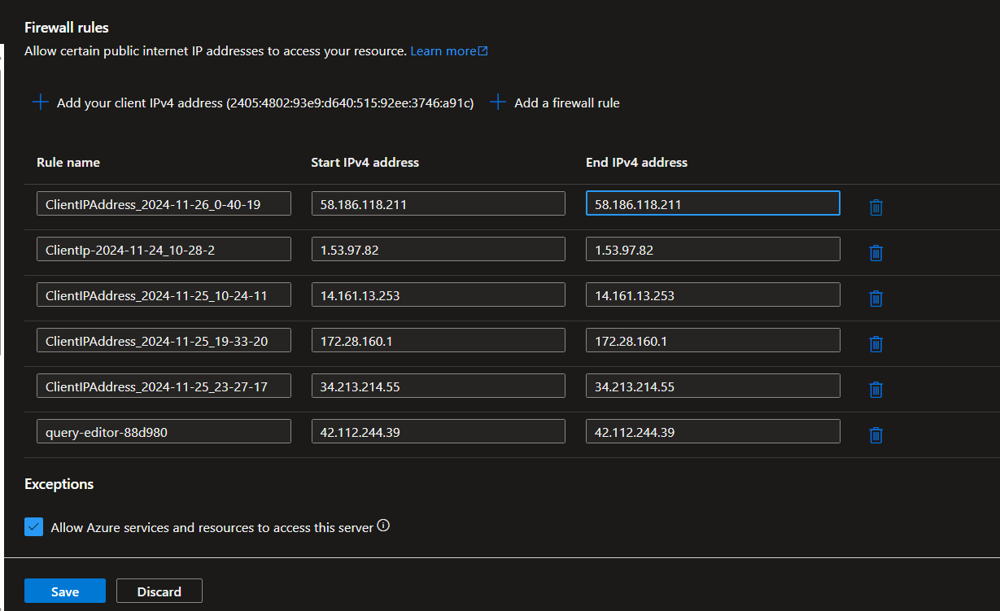 Firewall rules
Allow certain public internet IP addresses to access your resource. Learn more
Add your client IPv4 address (2405:4802:93e9:d640:515:92ee:3746:a91c) Add a firewall rule
Rule name Start IPv4 address End IPv4 address
ClientIPAddress_2024-11-26_0-40-19 58.186.118.211 58.186.118.211
ClientIp-2024-11-24_10-28-2 1.53.97.82 1.53.97.82
ClientIPAddress_2024-11-25_10-24-11 14.161.13.253 14.161.13.253
ClientIPAddress_2024-11-25_19-33-20 172.28.160.1 172.28.160.1
ClientIPAddress_2024-11-25_23-27-17 34.213.214.55 34.213.214.55
query-editor-88d980 42.112.244.39 42.112.244.39
Exceptions
Allow Azure services and resources to access this server
Save Discard